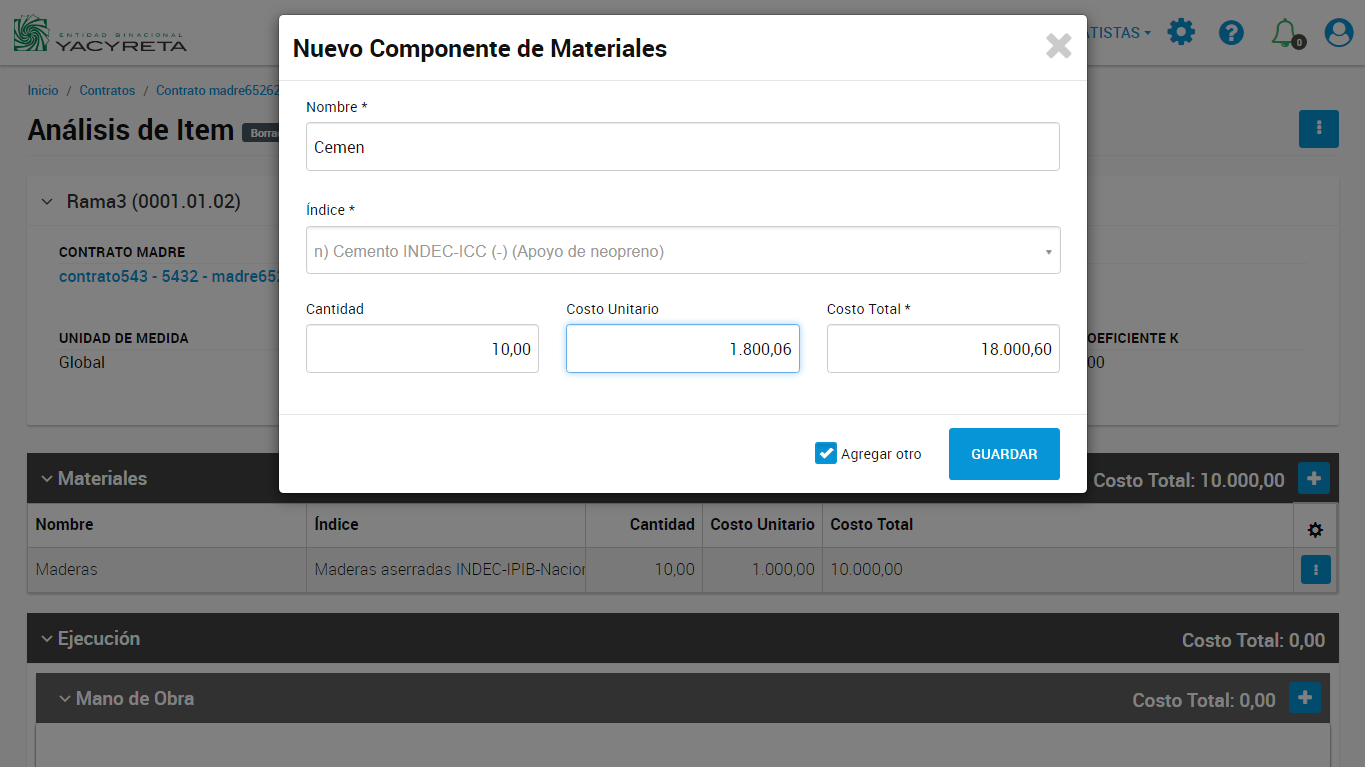 ENTIDAD BINACIONAL
YACYRETA
ATISTAS
0
Inicio / Contratos / Contrato madre65262
Análisis de Item
Nuevo Componente de Materiales
Nombre *
Cemen
Índice *
n) Cemento INDEC-ICC (-) (Apoyo de neopreno)
Cantidad Costo Unitario Costo Total *
10,00 1.800,06 18.000,60
Agregar otro GUARDAR
Rama3 (0001.01.02)
CONTRATO MADRE
contrato543 - 5432 - madre652
UNIDAD DE MEDIDA OEFICIENTE K
Global 00
Materiales Costo Total: 10.000,00
Nombre Índice Cantidad Costo Unitario Costo Total
Maderas Maderas aserradas INDEC-IPIB-Nacion 10,00 1.000,00 10.000,00
Ejecución Costo Total: 0,00
Mano de Obra Costo Total: 0,00